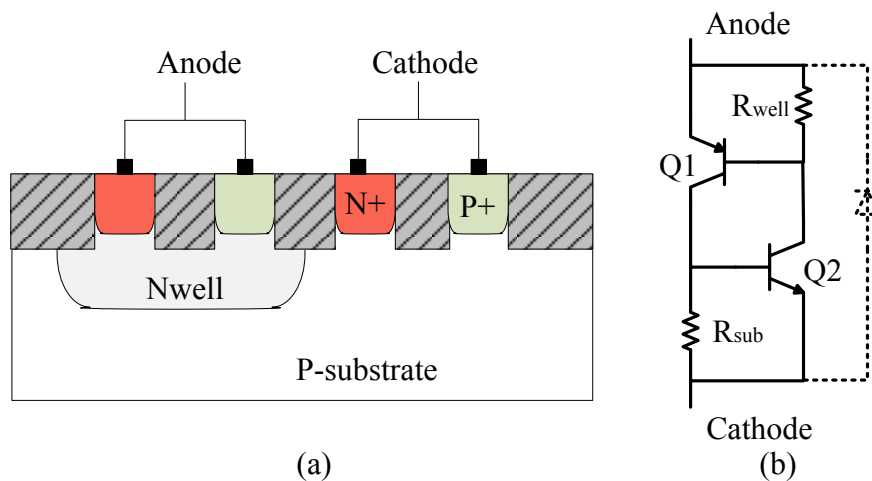 Anode
Cathode
N+
P+
Nwell
P-substrate
(a)
Anode
Rwell
Q1
Q2
Rsub
Cathode
(b)